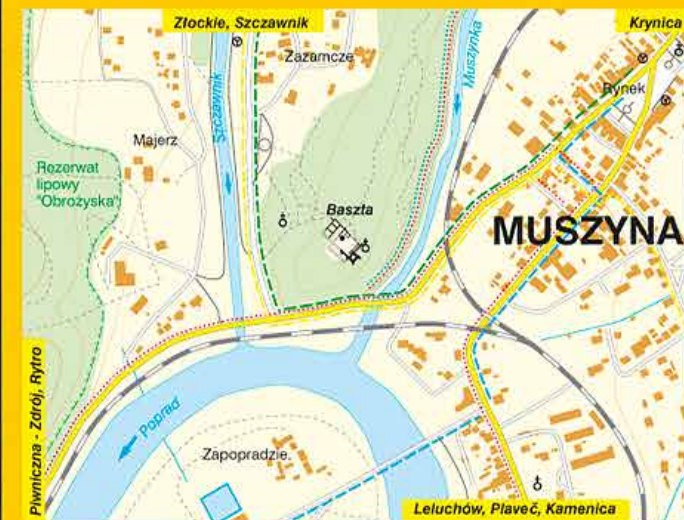 Złockie, Szczawnik
Krynica
Zazamcze
Muszynka
Rynek
Szczawnik
Majerz
Rezerwat
lipowy
"Obrożyska"
Baszta
MUSZYNA
Piwniczna - Zdrój, Rytro
Poprad
Zapopradzie
Leluchów, Plaveč, Kamenica